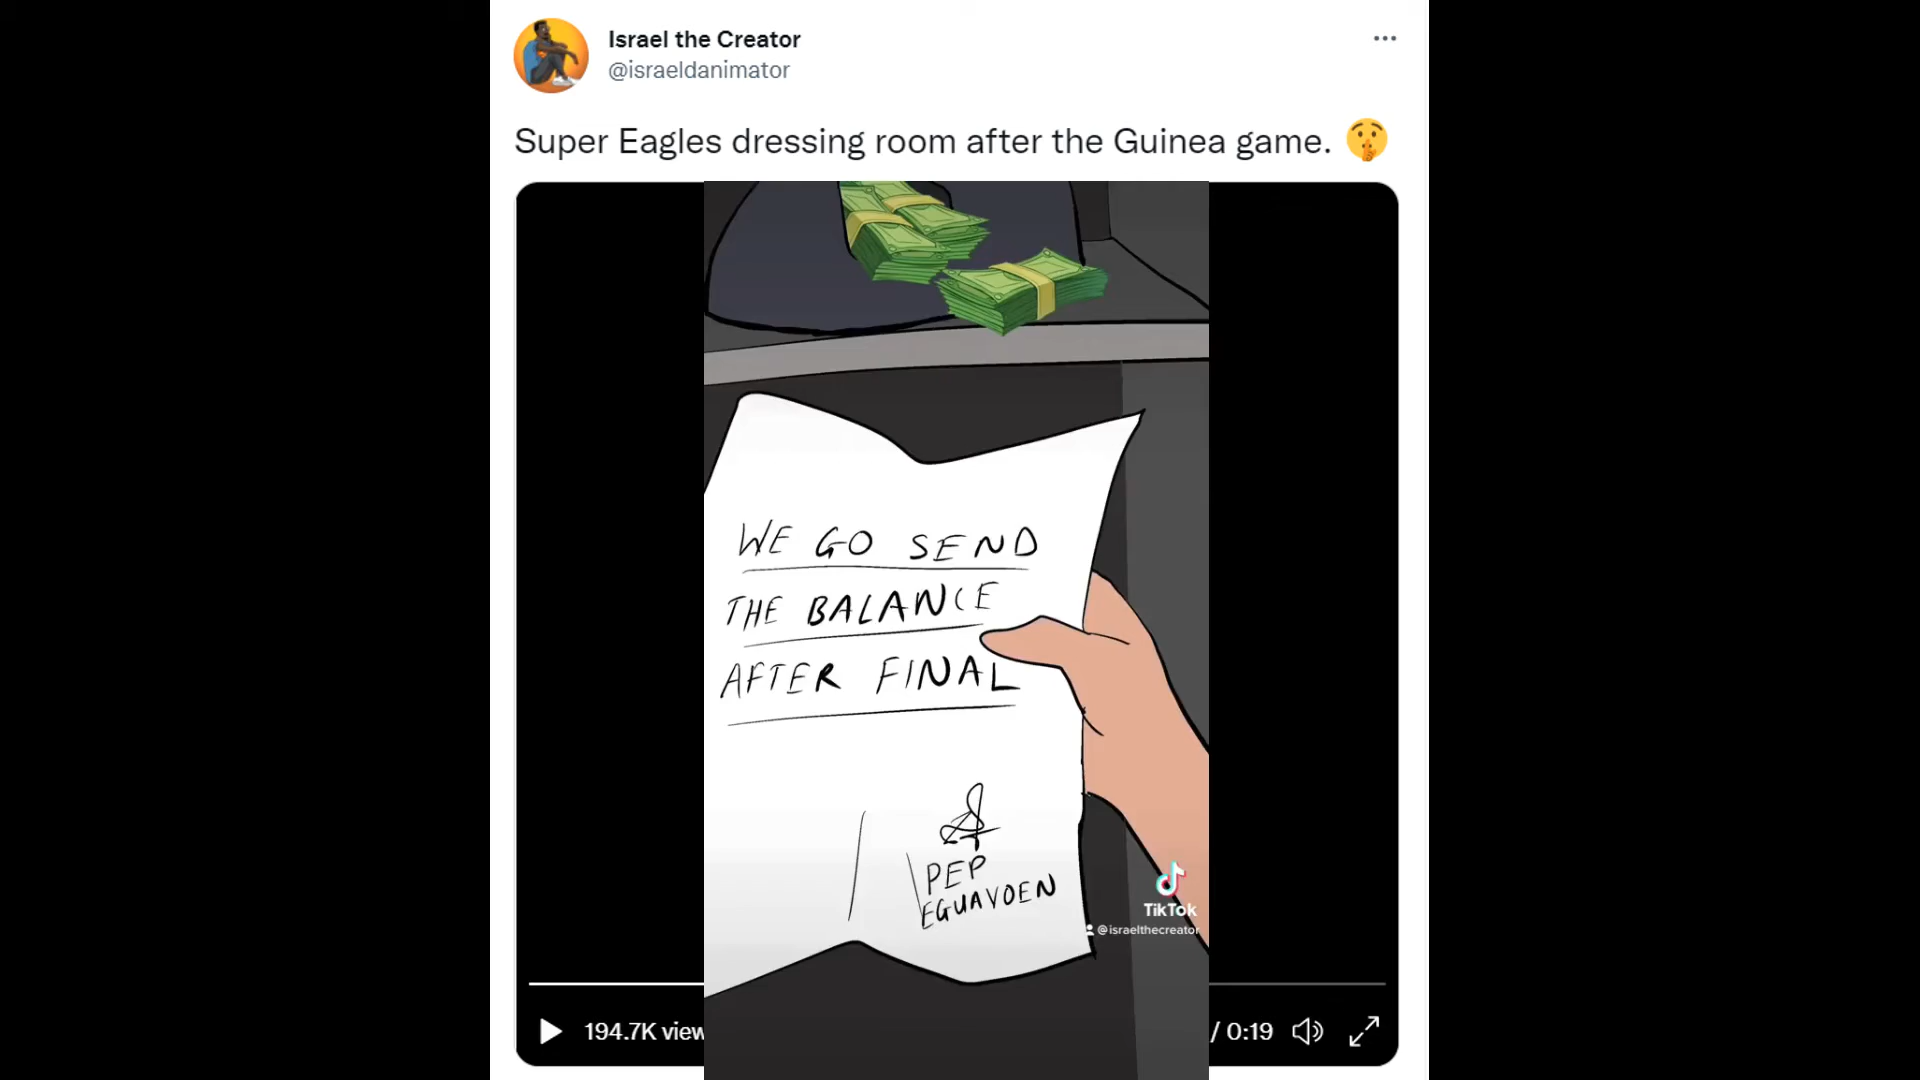 Israel the Creator
@israeldanimator
Super Eagles dressing room after the Guinea game.
WE GO SEND
THE BALANCE
AFTER FINAL
PEP
EGUAVOEN
TikTok
@israelthecreator
194.7K view
/ 0:19